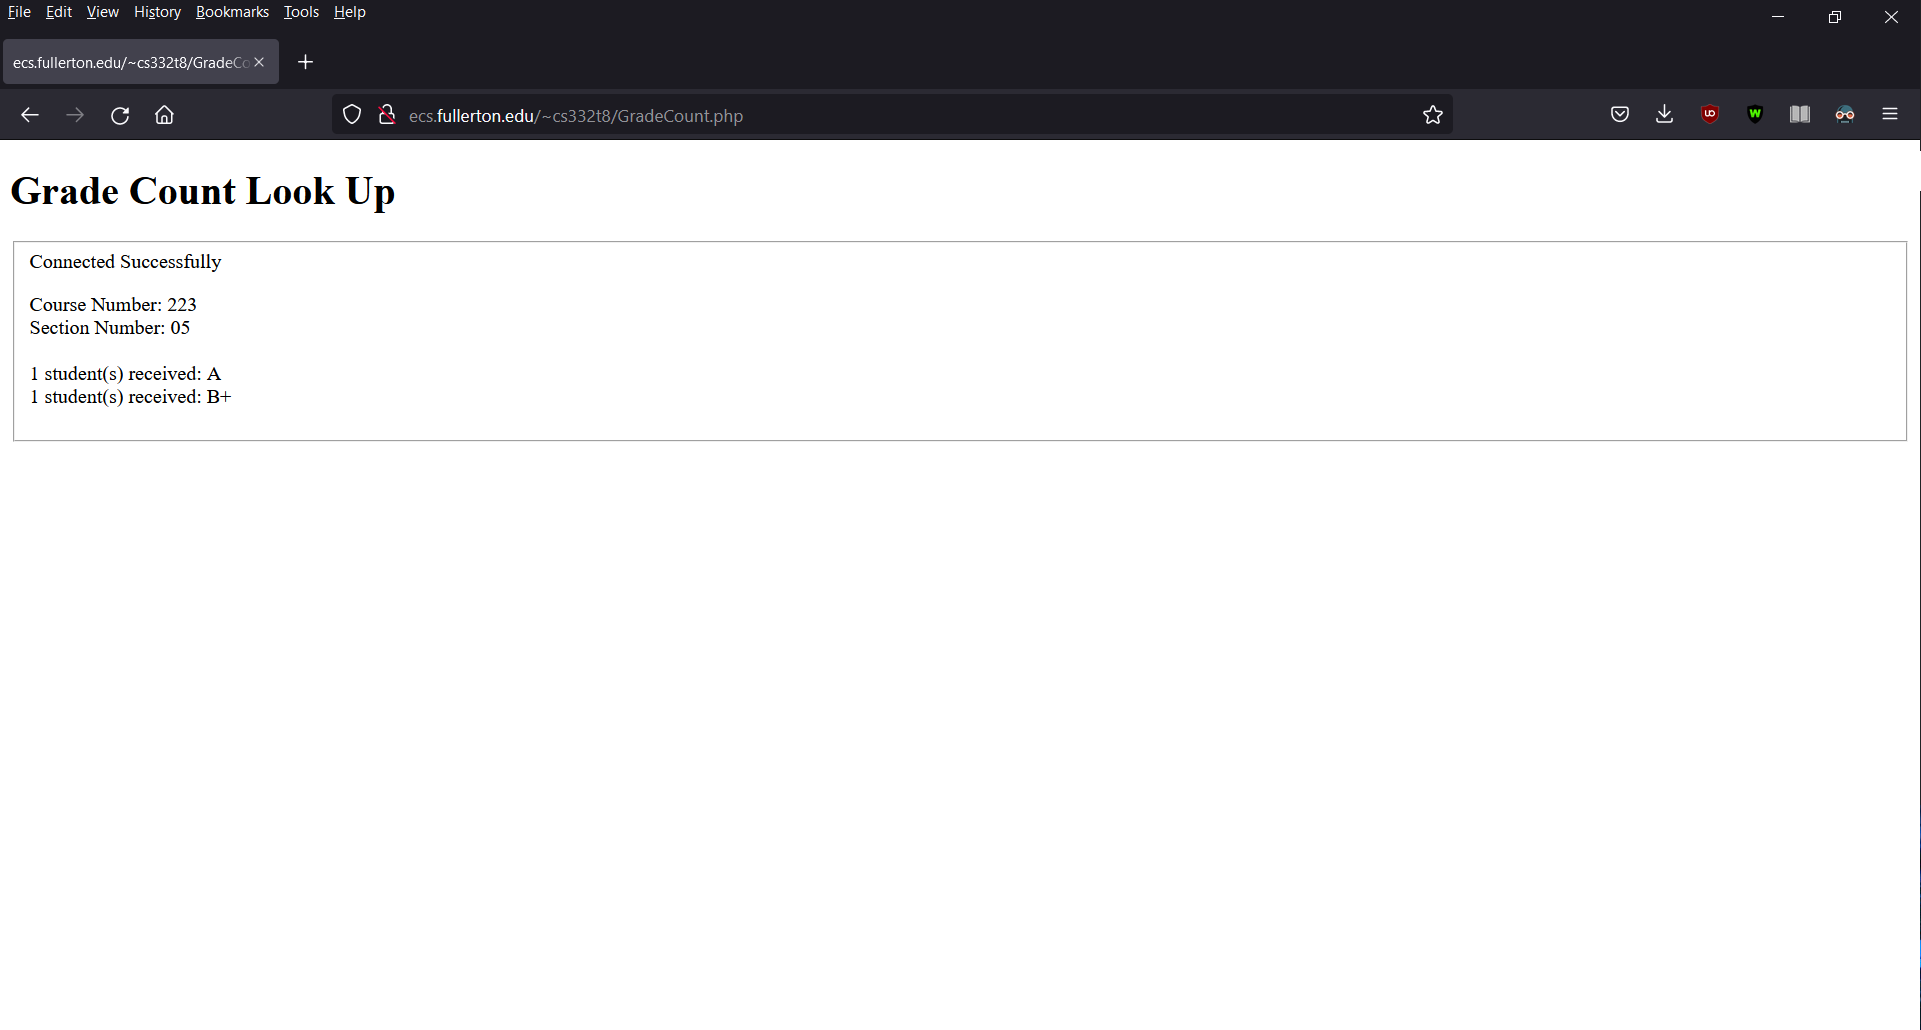 File Edit View History Bookmarks Tools Help
ecs.fullerton.edu/~cs332t8/GradeCo
ecs.fullerton.edu/~cs332t8/GradeCount.php
Grade Count Look Up
Connected Successfully
Course Number: 223
Section Number: 05
1 student(s) received: A
1 student(s) received: B+